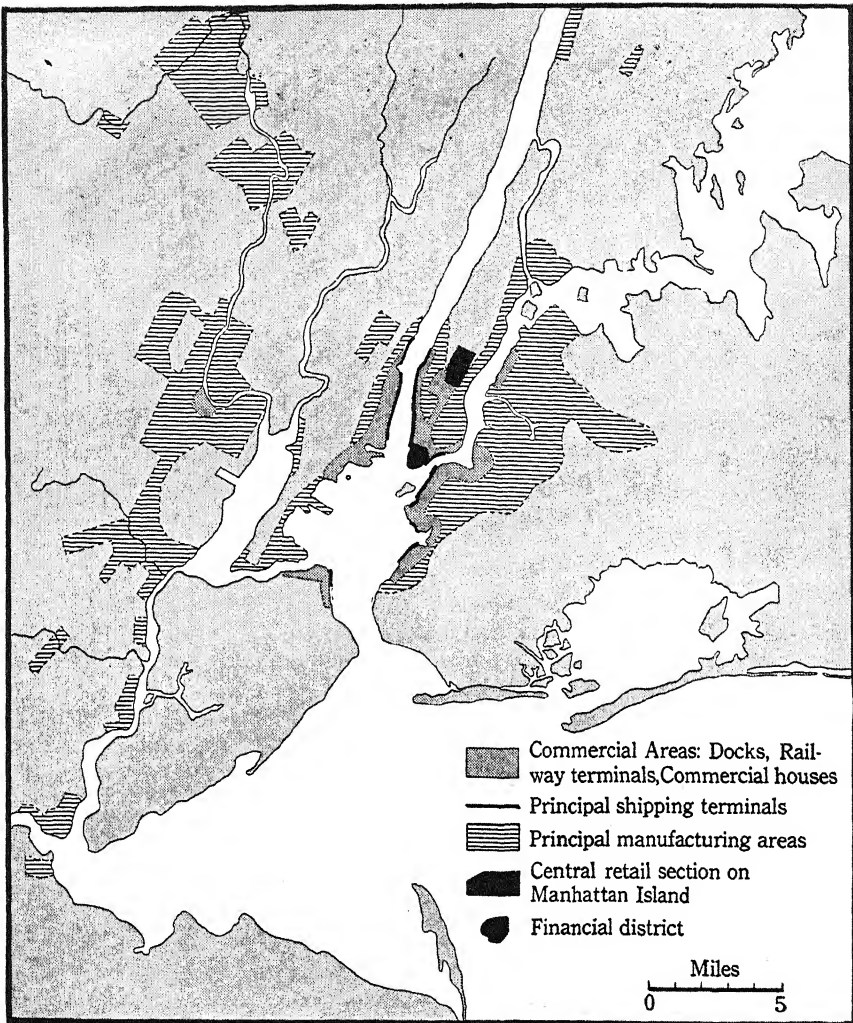 Commercial Areas: Docks, Rail-
way terminals,Commercial houses
Principal shipping terminals
Principal manufacturing areas
Central retail section on
Manhattan Island
Financial district
Miles
0 5